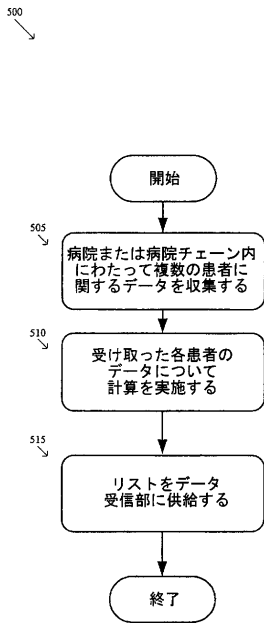 500
開始
505
病院または病院チェーン内
にわたって複数の患者に
関するデータを収集する
510
受け取った各患者の
データについて
計算を実施する
515
リストをデータ
受信部に供給する
終了